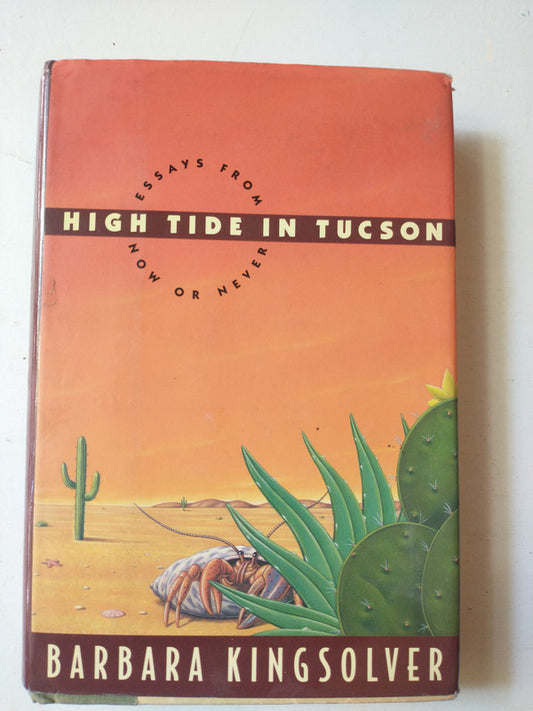 ESSAYS FROM
HIGH TIDE IN TUCSON
NOW OR NEVER
BARBARA KINGSOLVER